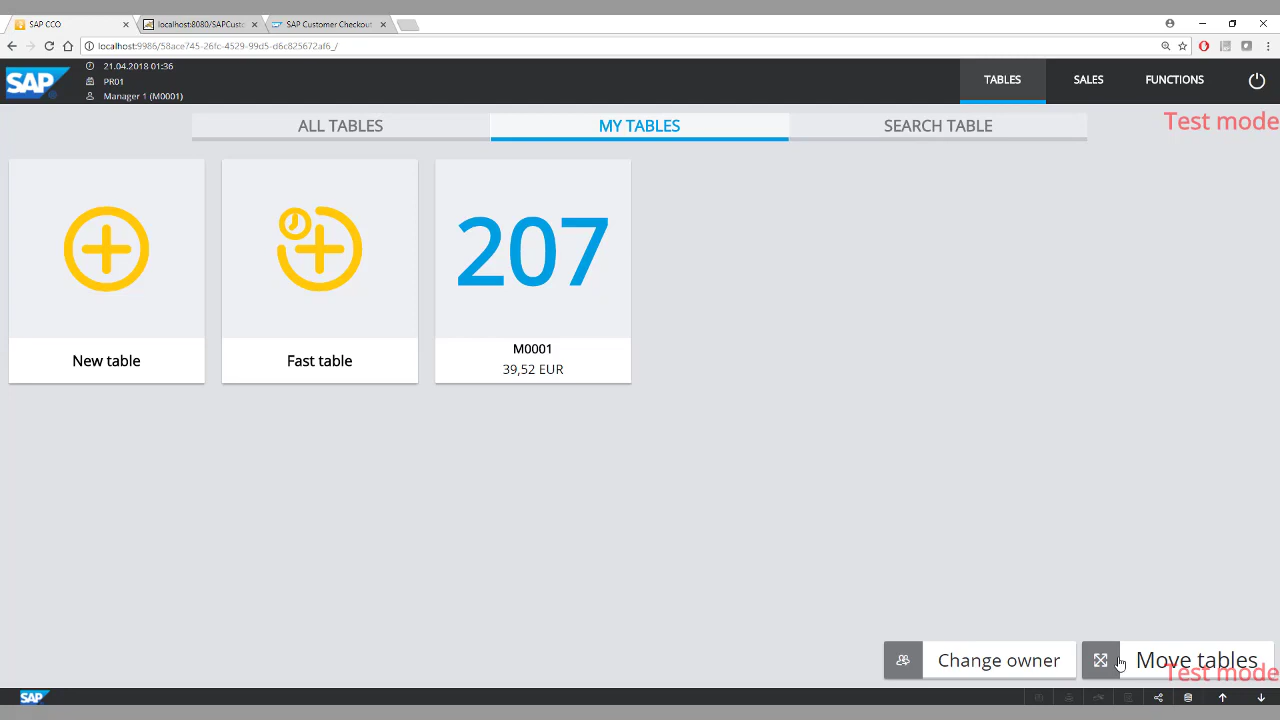 SAP CCO
localhost:8080/SAPCusto
SAP Customer Checkout
localhost:9986/58ace745-26fc-4529-99d5-d6c825672af6_/
SAP
21.04.2018 01:36
PR01
Manager 1 (M0001)
TABLES
SALES
FUNCTIONS
ALL TABLES
MY TABLES
SEARCH TABLE
Test mode
207
New table
Fast table
M0001
39,52 EUR
Change owner
Move tables
Test mode
SAP